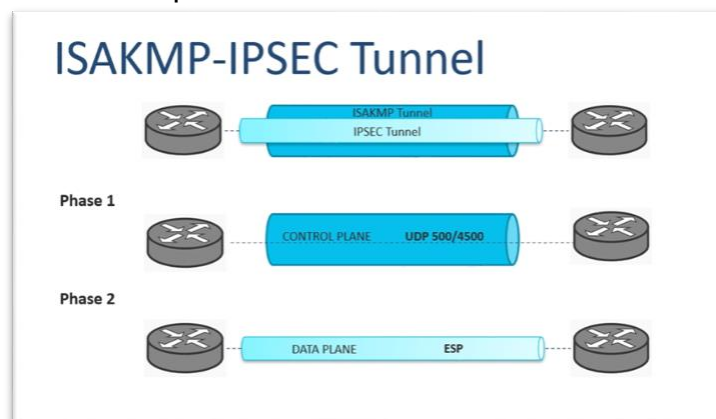 ISAKMP-IPSEC Tunnel
ISAKMP Tunnel
IPSEC Tunnel
Phase 1
CONTROL PLANE UDP 500/4500
Phase 2
DATA PLANE ESP